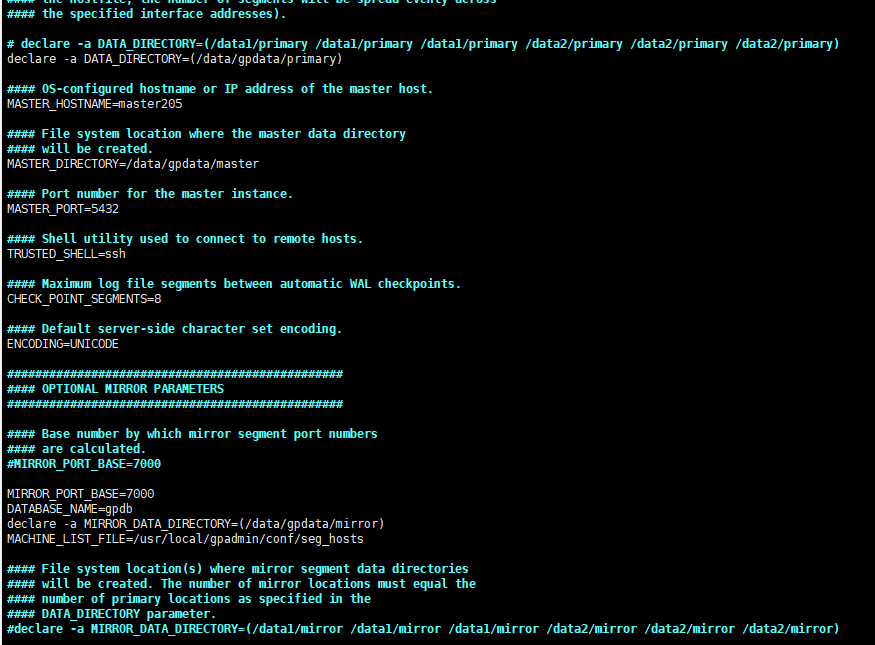 #### the hostfile, the number of segments will be spread evenly across
#### the specified interface addresses).
# declare -a DATA_DIRECTORY=(/data1/primary /data1/primary /data1/primary /data2/primary /data2/primary /data2/primary)
declare -a DATA_DIRECTORY=(/data/gpdata/primary)
#### OS-configured hostname or IP address of the master host.
MASTER_HOSTNAME=master205
#### File system location where the master data directory
#### will be created.
MASTER_DIRECTORY=/data/gpdata/master
#### Port number for the master instance.
MASTER_PORT=5432
#### Shell utility used to connect to remote hosts.
TRUSTED_SHELL=ssh
#### Maximum log file segments between automatic WAL checkpoints.
CHECK_POINT_SEGMENTS=8
#### Default server-side character set encoding.
ENCODING=UNICODE
################################################
#### OPTIONAL MIRROR PARAMETERS
################################################
#### Base number by which mirror segment port numbers
#### are calculated.
#MIRROR_PORT_BASE=7000
MIRROR_PORT_BASE=7000
DATABASE_NAME=gpdb
declare -a MIRROR_DATA_DIRECTORY=(/data/gpdata/mirror)
MACHINE_LIST_FILE=/usr/local/gpadmin/conf/seg_hosts
#### File system location(s) where mirror segment data directories
#### will be created. The number of mirror locations must equal the
#### number of primary locations as specified in the
#### DATA_DIRECTORY parameter.
#declare -a MIRROR_DATA_DIRECTORY=(/data1/mirror /data1/mirror /data1/mirror /data2/mirror /data2/mirror /data2/mirror)